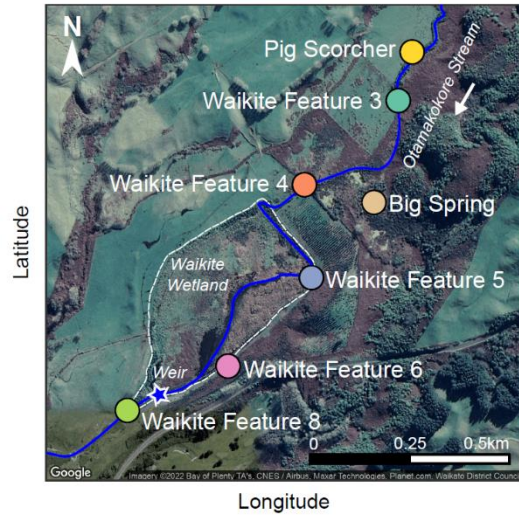 N
Pig Scorcher
Waikite Feature 3
Otamakokore Stream
Waikite Feature 4
Big Spring
Waikite
Wetland
Waikite Feature 5
Weir
Waikite Feature 6
Waikite Feature 8
0 0.25 0.5km
Google
Imagery ©2022 Bay of Plenty TA's, CNES / Airbus, Maxar Technologies, Planet.com, Waikato District Council
Latitude
Longitude